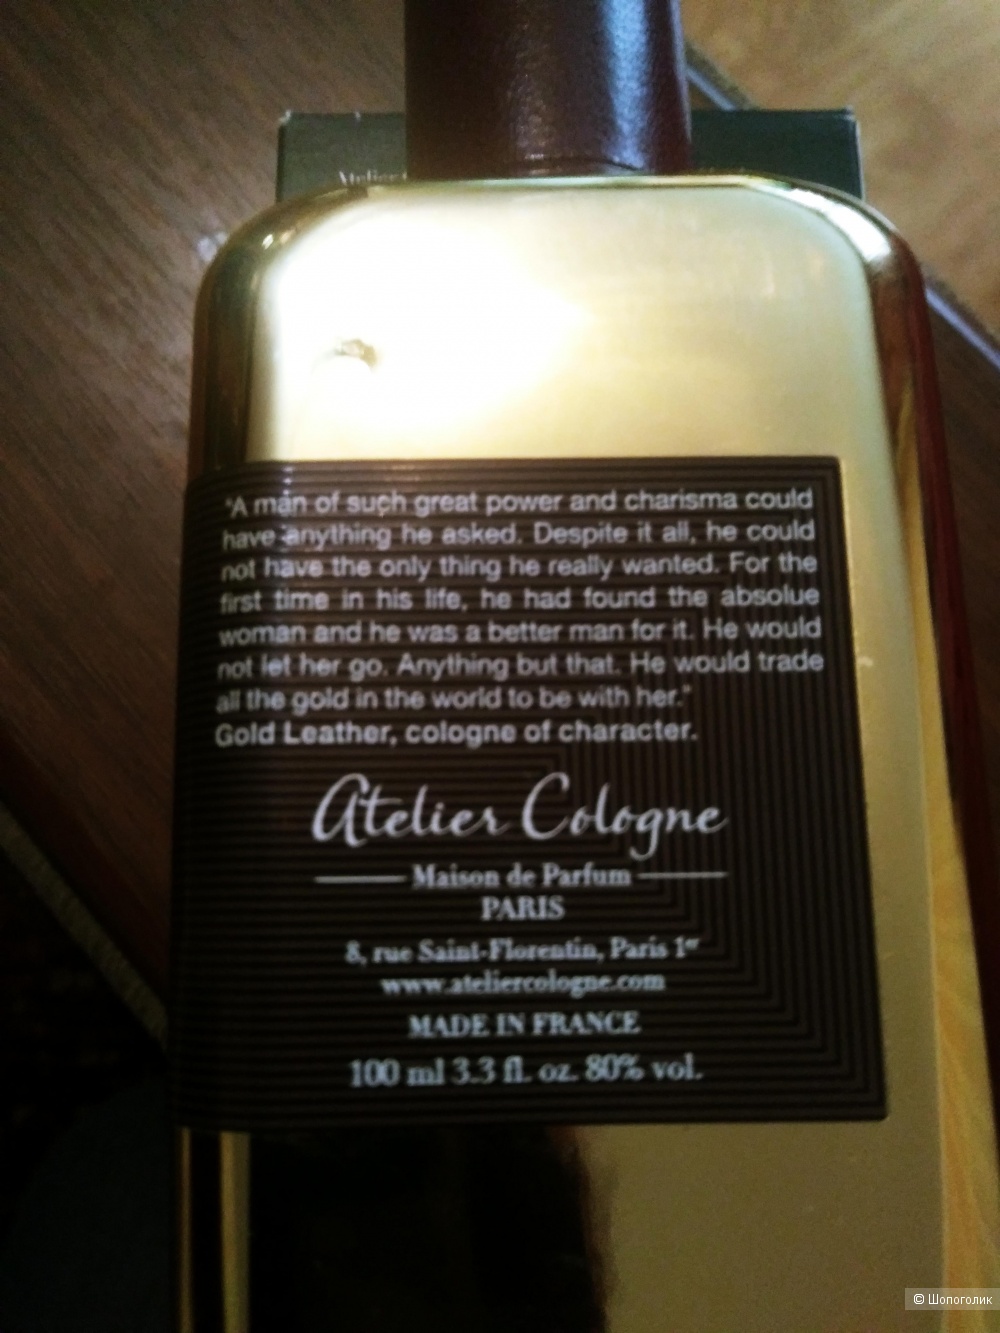 Atelier
"A man of such great power and charisma could
have anything he asked. Despite it all, he could
not have the only thing he really wanted. For the
first time in his life, he had found the absolue
woman and he was a better man for it. He would
not let her go. Anything but that. He would trade
all the gold in the world to be with her."
Gold Leather, cologne of character.
Atelier Cologne
Maison de Parfum
PARIS
8, rue Saint-Florentin, Paris 1er
www.ateliercologne.com
MADE IN FRANCE
100 ml 3.3 fl. oz. 80% vol.
© Шопоголик